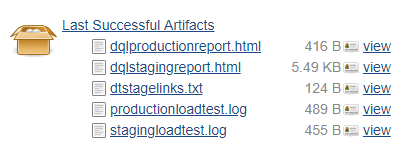 Last Successful Artifacts
dqlproductionreport.html 416 B view
dqlstagingreport.html 5.49 KB view
dtstagelinks.txt 124 B view
productionloadtest.log 489 B view
stagingloadtest.log 455 B view